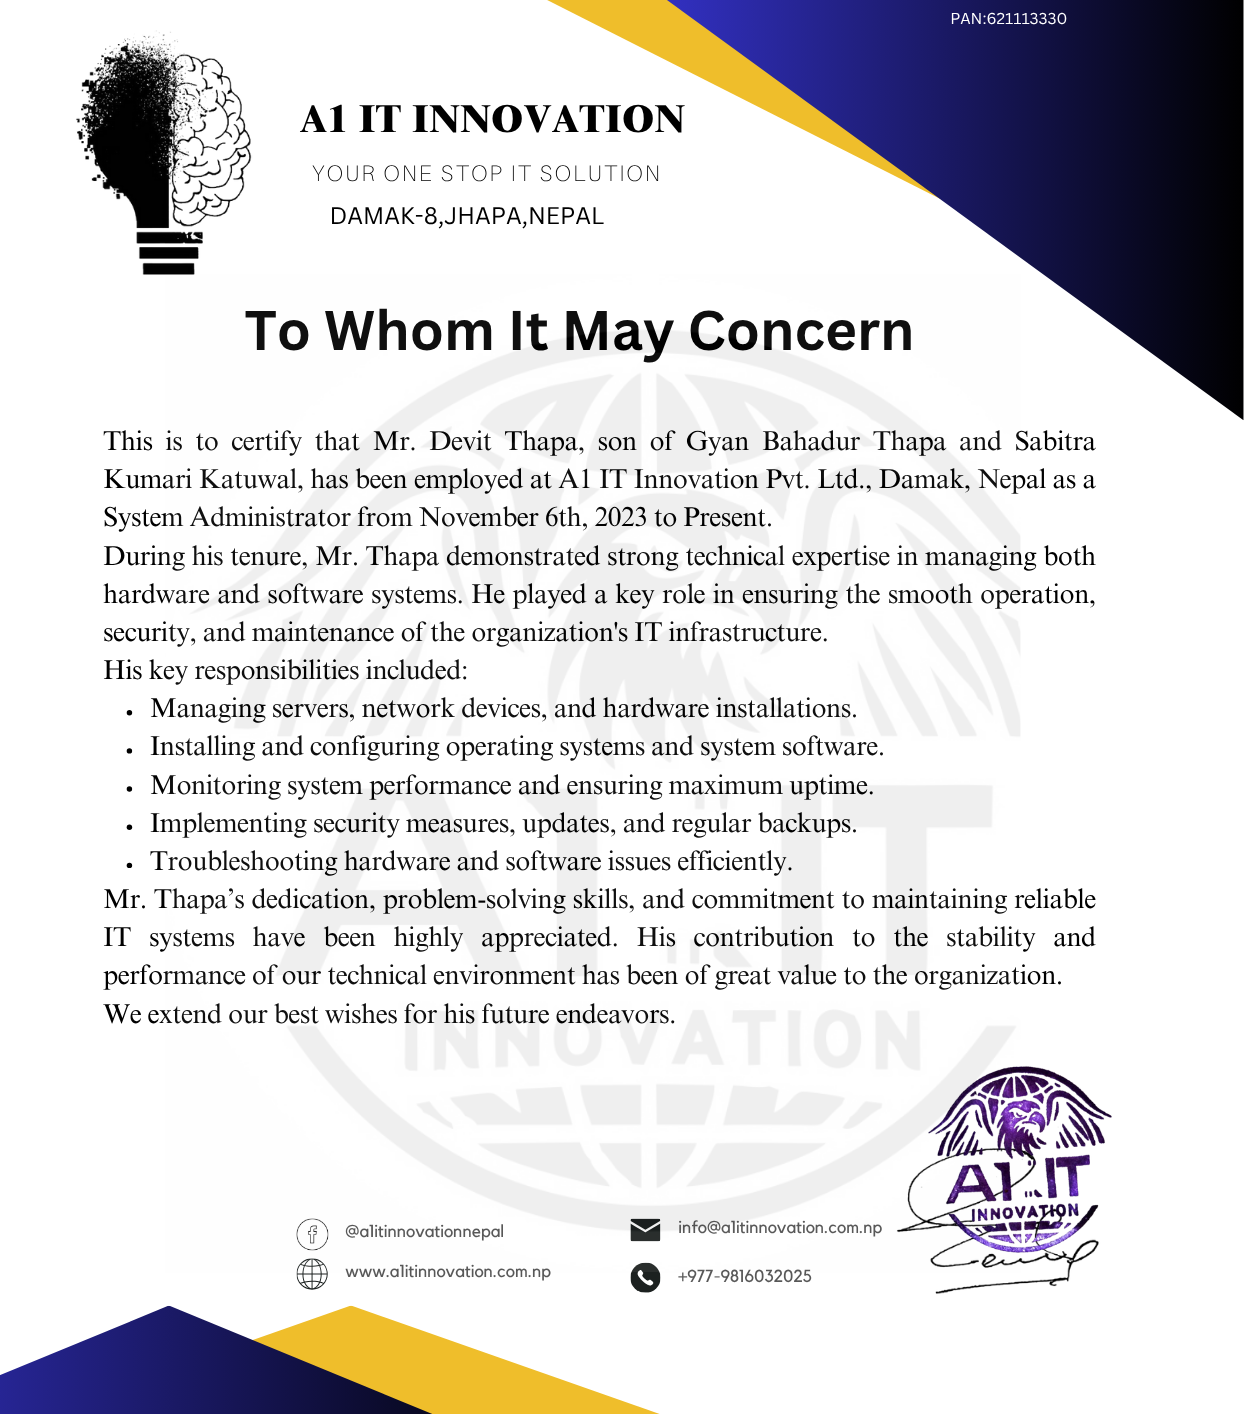 PAN:621113330
A1 IT INNOVATION
YOUR ONE STOP IT SOLUTION
DAMAK-8,JHAPA,NEPAL
To Whom It May Concern
This is to certify that Mr. Devit Thapa, son of Gyan Bahadur Thapa and Sabitra
Kumari Katuwal, has been employed at A1 IT Innovation Pvt. Ltd., Damak, Nepal as a
System Administrator from November 6th, 2023 to Present.
During his tenure, Mr. Thapa demonstrated strong technical expertise in managing both
hardware and software systems. He played a key role in ensuring the smooth operation,
security, and maintenance of the organization's IT infrastructure.
His key responsibilities included:
• Managing servers, network devices, and hardware installations.
• Installing and configuring operating systems and system software.
• Monitoring system performance and ensuring maximum uptime.
• Implementing security measures, updates, and regular backups.
• Troubleshooting hardware and software issues efficiently.
Mr. Thapa’s dedication, problem-solving skills, and commitment to maintaining reliable
IT systems have been highly appreciated. His contribution to the stability and
performance of our technical environment has been of great value to the organization.
We extend our best wishes for his future endeavors.
A1 IT
INNOVATION
A1 IT
INNOVATION
@a1itinnovationnepal
info@a1itinnovation.com.np
www.a1itinnovation.com.np
+977-9816032025